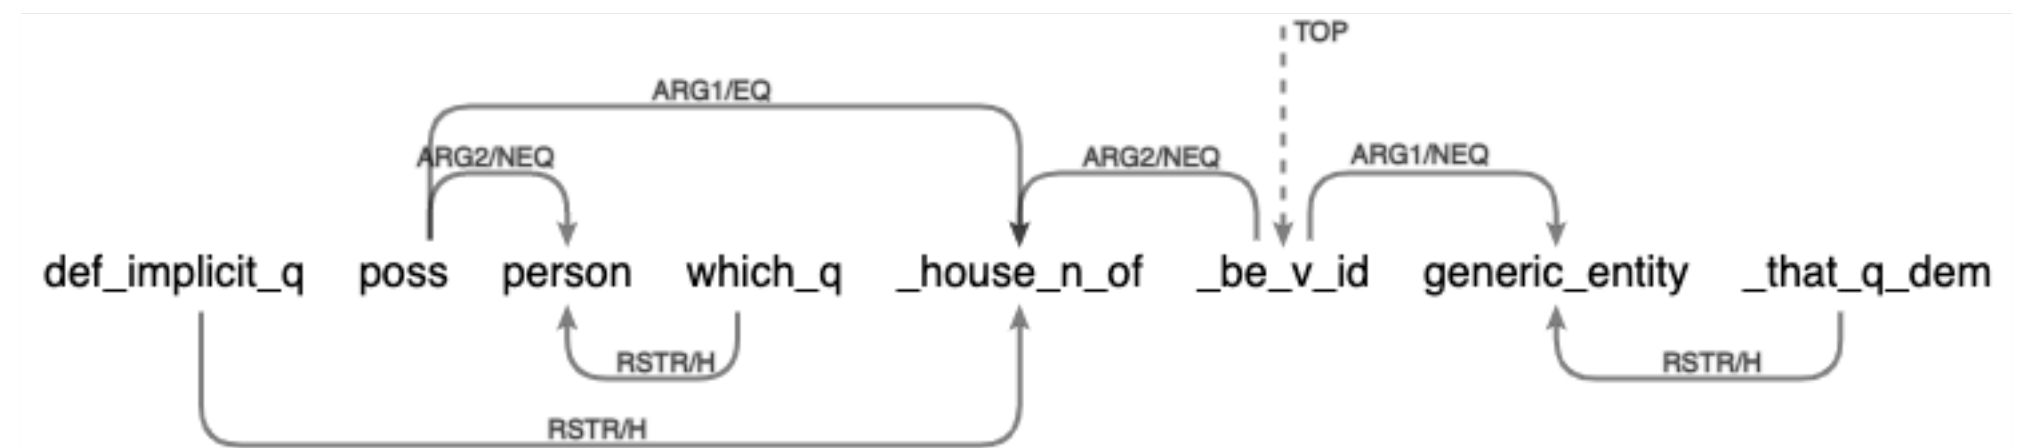 TOP
ARG1/EQ
ARG2/NEQ ARG2/NEQ ARG1/NEQ
def_implicit_q poss person which_q _house_n_of _be_v_id generic_entity _that_q_dem
RSTR/H RSTR/H
RSTR/H